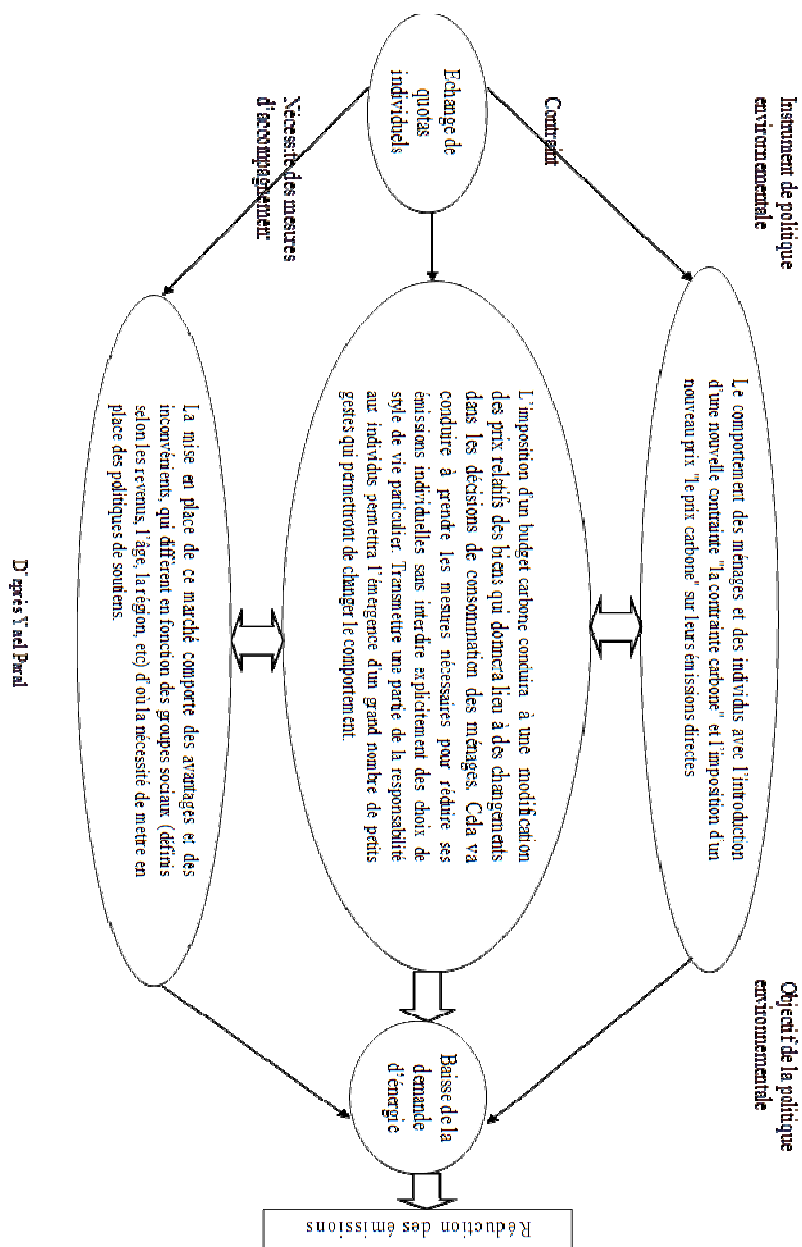 Instrument de politique
environnementale
Objectif de la politique
environnementale
Contraint
Le comportement des ménages et des individus avec l'introduction
d'une nouvelle contrainte "la contrainte carbone" et l'imposition d'un
nouveau prix "le prix carbone" sur leurs émissions directes
Echange de
quotas
individuels
L'imposition d'un budget carbone conduira à une modification
des prix relatifs des biens qui donnera lieu à des changements
dans les décisions de consommation des ménages. Cela va
conduire à prendre les mesures nécessaires pour réduire ses
émissions individuelles sans interdire explicitement des choix de
style de vie particulier. Transmettre une partie de la responsabilité
aux individus permettra l'émergence d'un grand nombre de petits
gestes qui permettront de changer le comportement.
Baisse de la
demande
d'énergie
Réduction des émissions
Nécessité des mesures
d'accompagnement
La mise en place de ce marché comporte des avantages et des
inconvénients, qui différent en fonction des groupes sociaux (définis
selon les revenus, l'âge, la région, etc) d'où la nécessité de metre en
place des politiques de soutiens.
D'après Yael